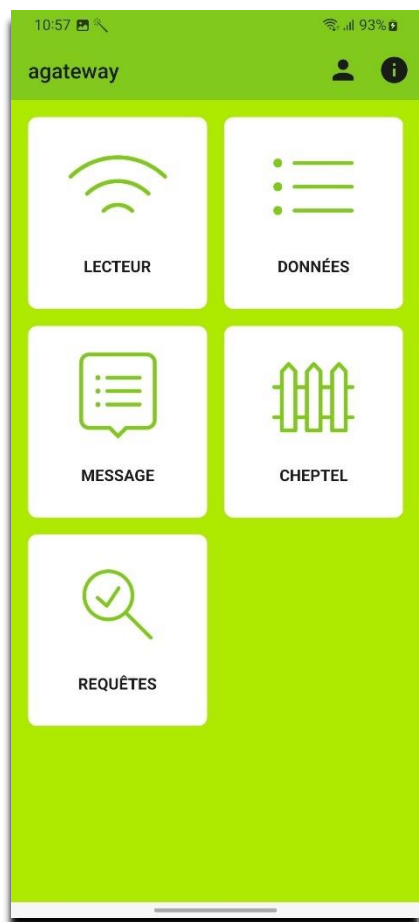 10:57 93%
agateway
LECTEUR DONNÉES
MESSAGE CHEPTEL
REQUÊTES